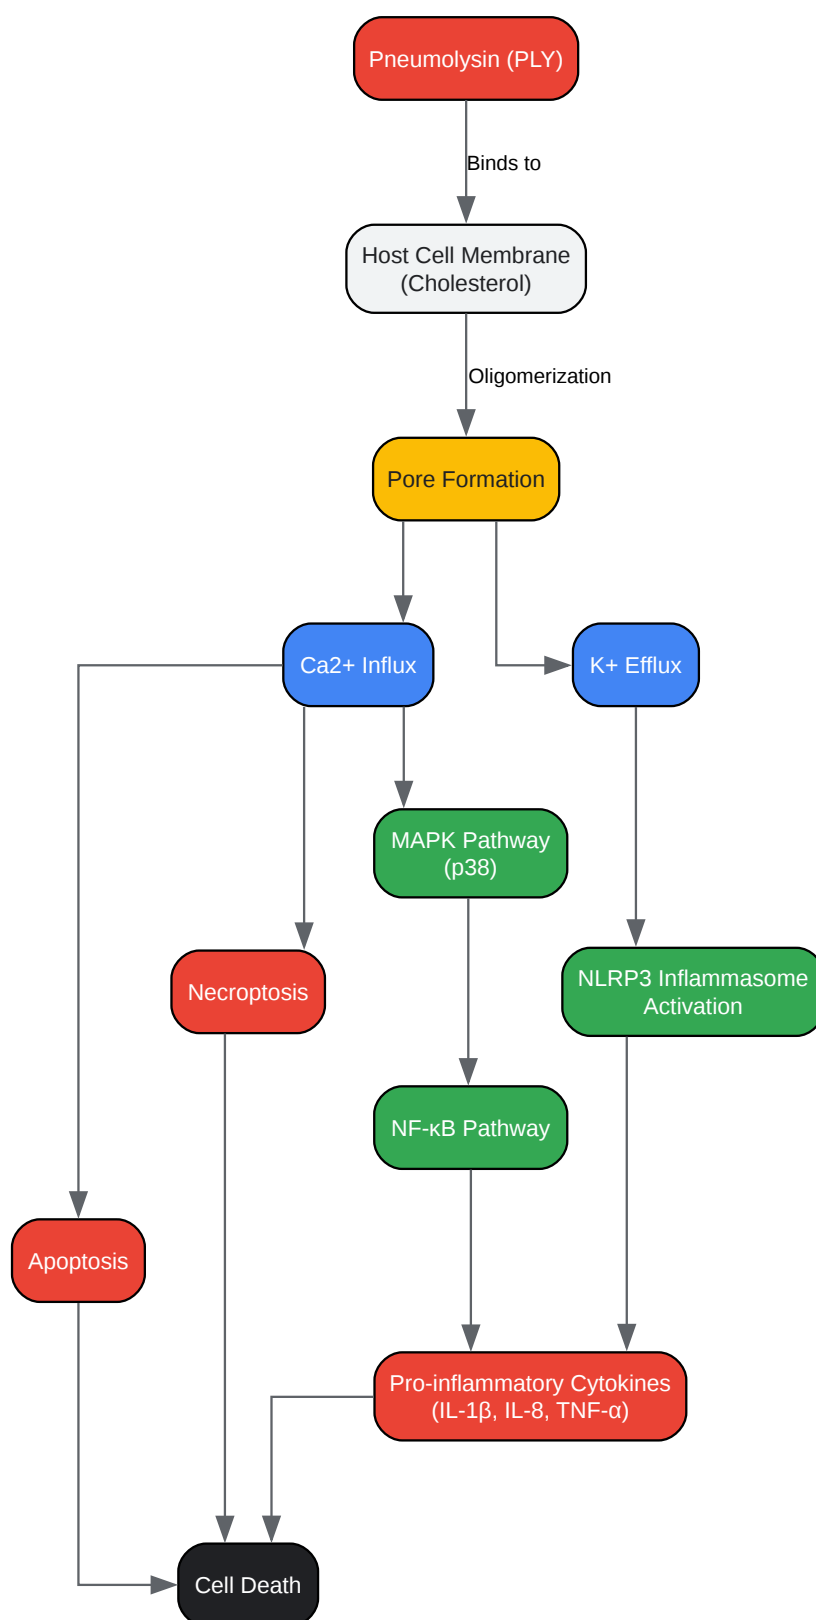 Pneumolysin (PLY)
Binds to
Host Cell Membrane
(Cholesterol)
Oligomerization
Pore Formation
Ca2+ Influx
K+ Efflux
MAPK Pathway
(p38)
Necroptosis
NLRP3 Inflammasome
Activation
NF-κB Pathway
Apoptosis
Pro-inflammatory Cytokines
(IL-1β, IL-8, TNF-α)
Cell Death